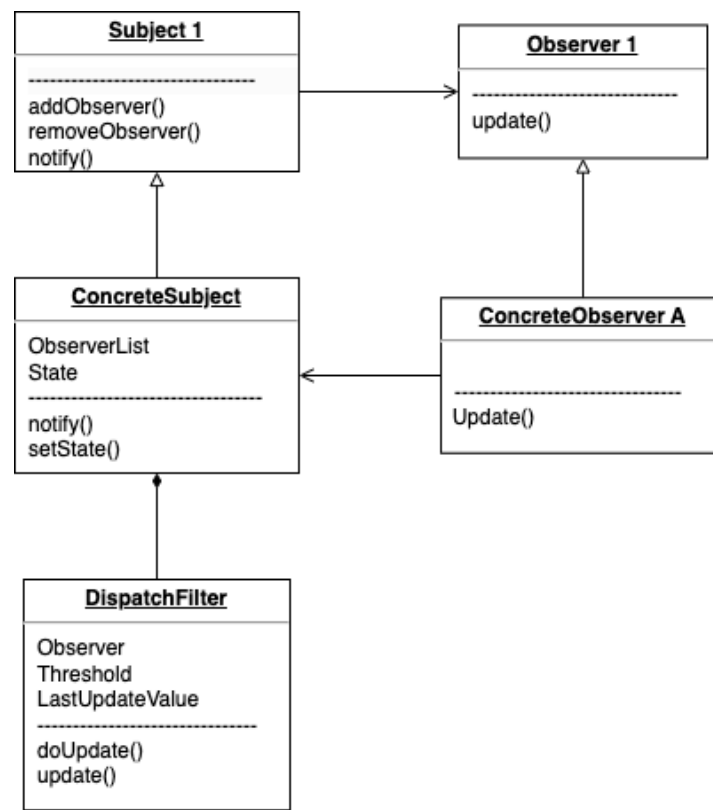 Subject 1
----------------------------------
addObserver()
removeObserver()
notify()
Observer 1
-------------------------------
update()
ConcreteSubject
ObserverList
State
-----------------------------------
notify()
setState()
ConcreteObserver A
----------------------------------
Update()
DispatchFilter
Observer
Threshold
LastUpdateValue
---------------------------------
doUpdate()
update()